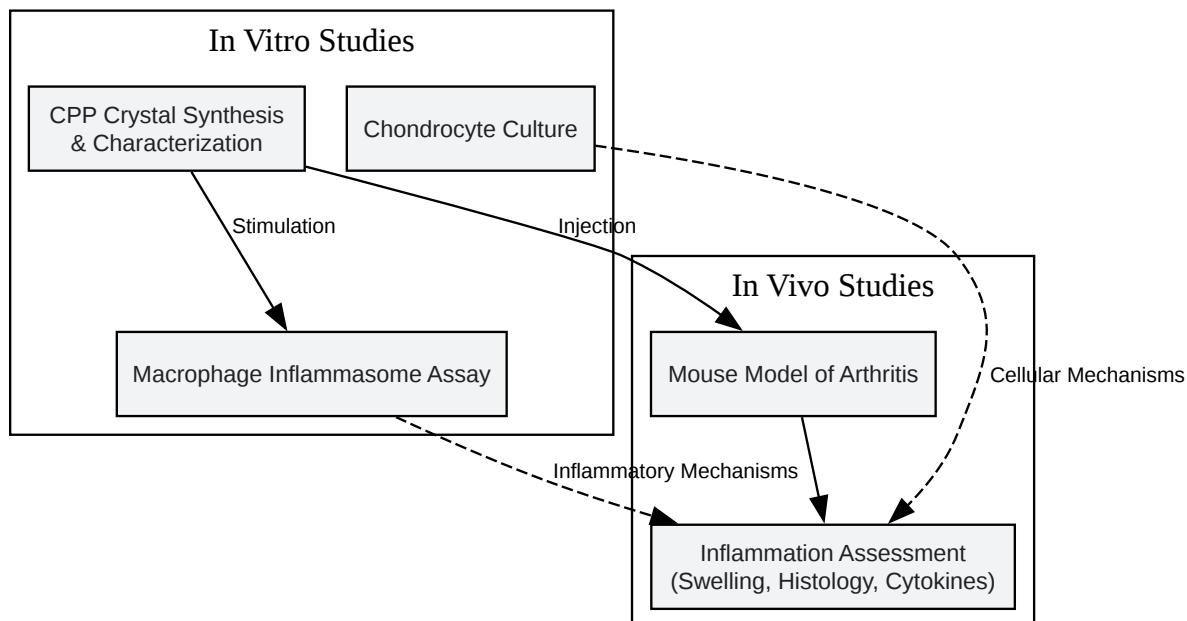 In Vitro Studies
CPP Crystal Synthesis
& Characterization
Chondrocyte Culture
Stimulation
Injection
In Vivo Studies
Macrophage Inflammasome Assay
Mouse Model of Arthritis
Cellular Mechanisms
Inflammatory Mechanisms
Inflammation Assessment
(Swelling, Histology, Cytokines)